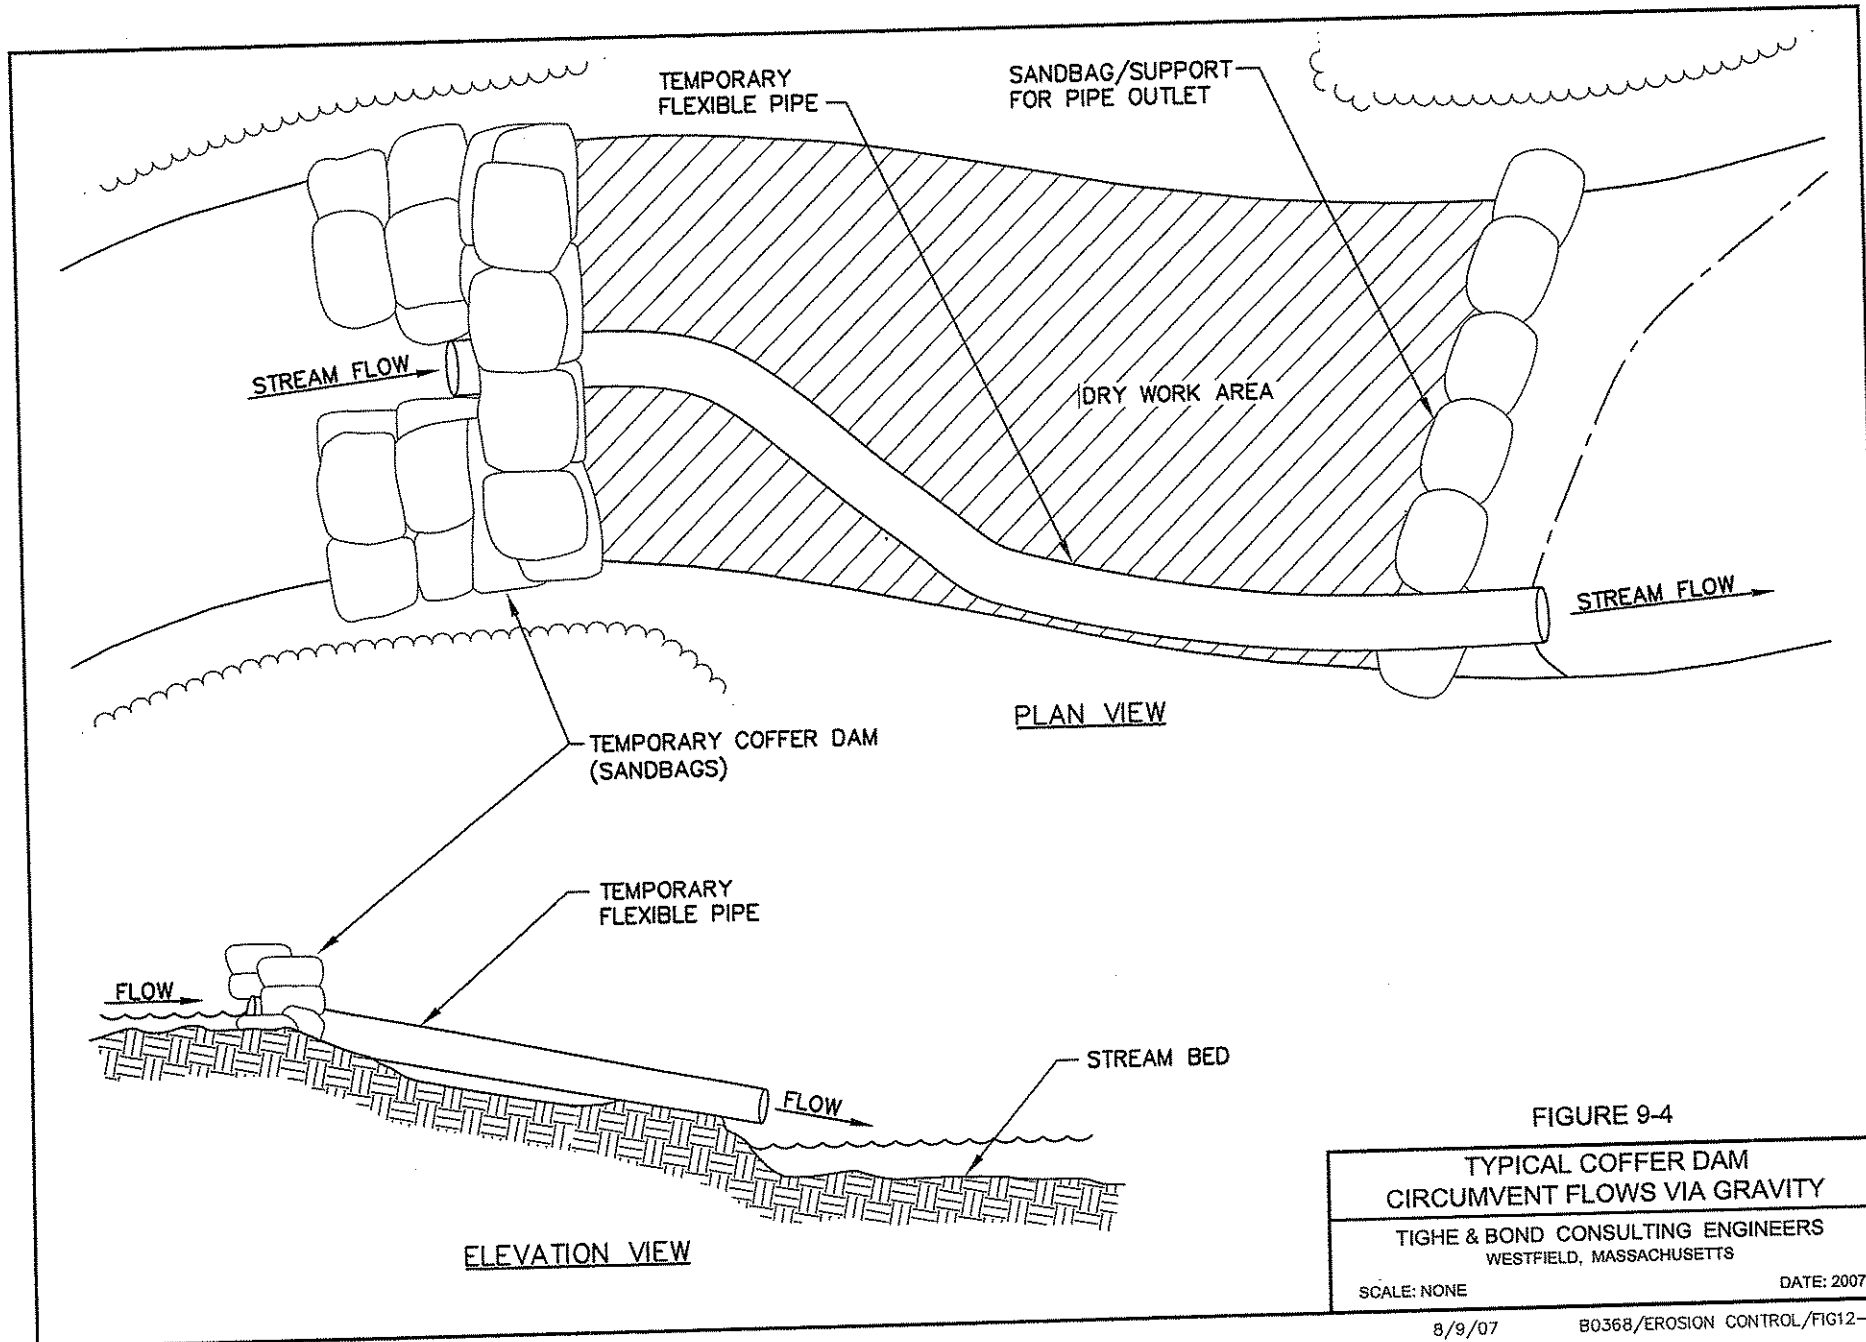 TEMPORARY
FLEXIBLE PIPE
SANDBAG/SUPPORT
FOR PIPE OUTLET
STREAM FLOW
DRY WORK AREA
STREAM FLOW
PLAN VIEW
TEMPORARY COFFER DAM
(SANDBAGS)
TEMPORARY
FLEXIBLE PIPE
FLOW
STREAM BED
FLOW
ELEVATION VIEW
FIGURE 9-4
TYPICAL COFFER DAM
CIRCUMVENT FLOWS VIA GRAVITY
TIGHE & BOND CONSULTING ENGINEERS
WESTFIELD, MASSACHUSETTS
SCALE: NONE
DATE: 2007
8/9/07
B0368/EROSION CONTROL/FIG12-